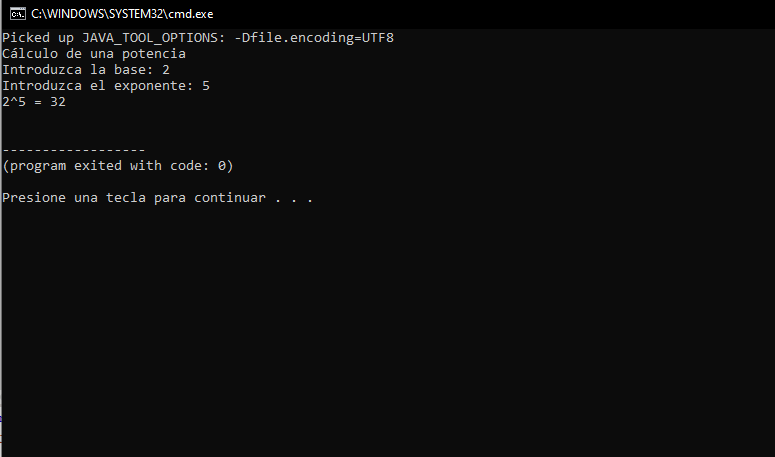 C:\WINDOWS\SYSTEM32\cmd.exe
Picked up JAVA_TOOL_OPTIONS: -Dfile.encoding=UTF8
Cálculo de una potencia
Introduzca la base: 2
Introduzca el exponente: 5
2^5 = 32
------------------
(program exited with code: 0)
Presione una tecla para continuar . . .